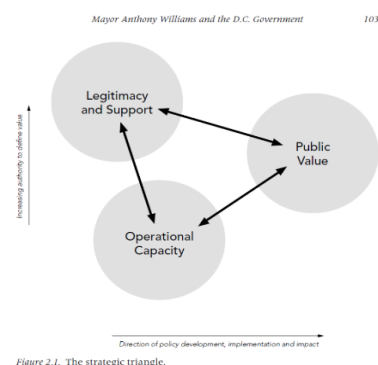 Mayor Anthony Williams and the D.C. Government 103
Legitimacy
and Support
Public
Value
Operational
Capacity
Increasing authority to define value
Direction of policy development, implementation and impact
Figure 2.1. The strategic triangle.